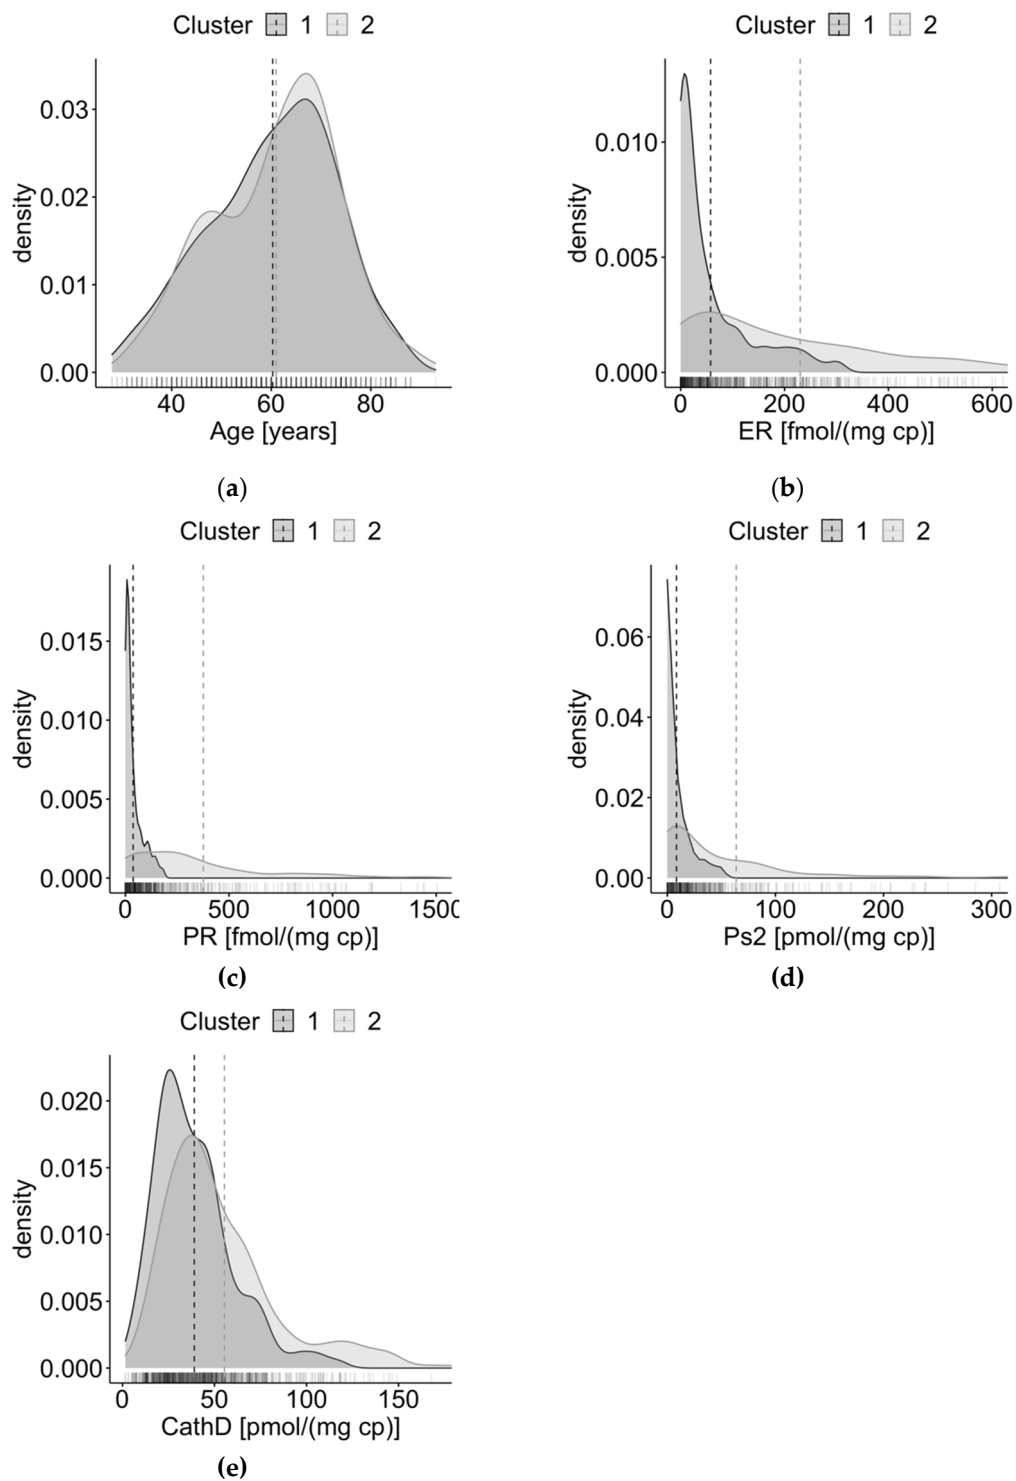 Cluster 1 2
density
0.03
0.02
0.01
0.00
40 60 80
Age [years]
(a)
Cluster 1 2
density
0.010
0.005
0.000
0 200 400 600
ER [fmol/(mg cp)]
(b)
Cluster 1 2
density
0.015
0.010
0.005
0.000
0 500 1000 1500
PR [fmol/(mg cp)]
(c)
Cluster 1 2
density
0.06
0.04
0.02
0.00
0 100 200 300
Ps2 [pmol/(mg cp)]
(d)
Cluster 1 2
density
0.020
0.015
0.010
0.005
0.000
0 50 100 150
CathD [pmol/(mg cp)]
(e)